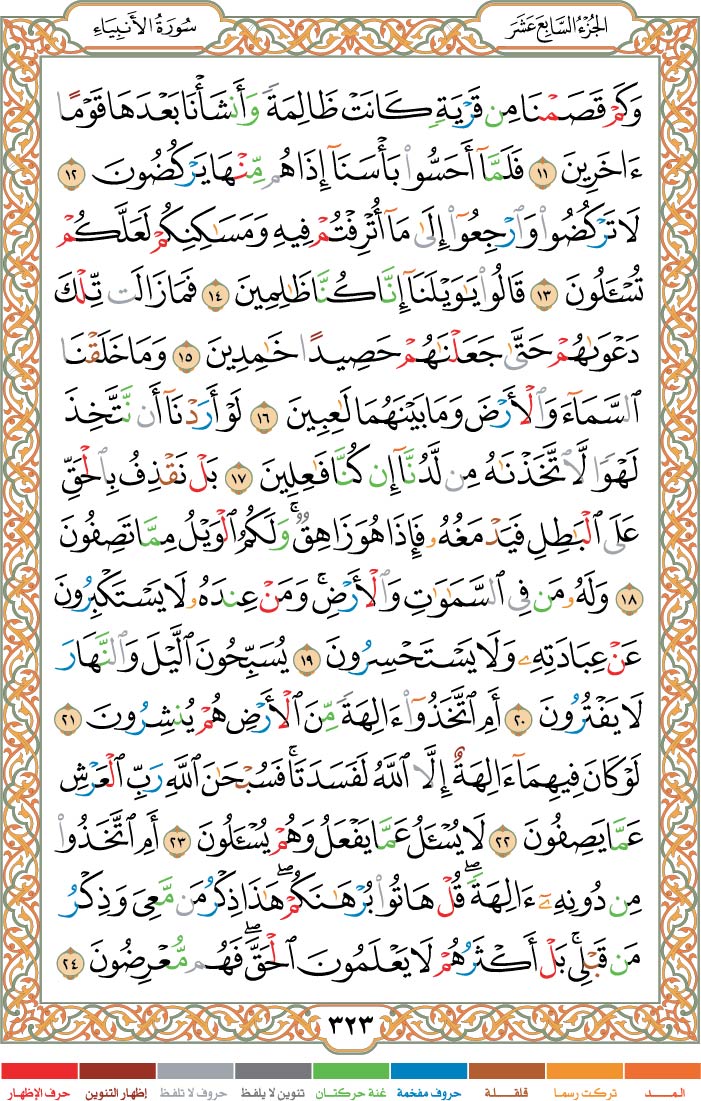 الجُزْءُ السَّابِعَ عَشَرَ
سُورَةُ الأَنبِيَاءِ
وَكَمْ قَصَمْنَا مِن قَرْيَةٍ كَانَتْ ظَالِمَةً وَأَنشَأْنَا بَعْدَهَا قَوْمًا
ءَاخَرِينَ ١١ فَلَمَّآ أَحَسُّوا۟ بَأْسَنَآ إِذَا هُم مِّنْهَا يَرْكُضُونَ ١٢
لَا تَرْكُضُوا۟ وَٱرْجِعُوٓا۟ إِلَىٰ مَآ أُتْرِفْتُمْ فِيهِ وَمَسَـٰكِنِكُمْ لَعَلَّكُمْ
تُسْـَٔلُونَ ١٣ قَالُوا۟ يَـٰوَيْلَنَآ إِنَّا كُنَّا ظَـٰلِمِينَ ١٤ فَمَا زَالَت تِّلْكَ
دَعْوَىٰهُمْ حَتَّىٰ جَعَلْنَـٰهُمْ حَصِيدًا خَـٰمِدِينَ ١٥ وَمَا خَلَقْنَا
ٱلسَّمَآءَ وَٱلْأَرْضَ وَمَا بَيْنَهُمَا لَـٰعِبِينَ ١٦ لَوْ أَرَدْنَآ أَن نَّتَّخِذَ
لَهْوًا لَّٱتَّخَذْنَـٰهُ مِن لَّدُنَّآ إِن كُنَّا فَـٰعِلِينَ ١٧ بَلْ نَقْذِفُ بِٱلْحَقِّ
عَلَى ٱلْبَـٰطِلِ فَيَدْمَغُهُۥ فَإِذَا هُوَ زَاهِقٌ ۚ وَلَكُمُ ٱلْوَيْلُ مِمَّا تَصِفُونَ
١٨ وَلَهُۥ مَن فِى ٱلسَّمَـٰوَٰتِ وَٱلْأَرْضِ ۚ وَمَنْ عِندَهُۥ لَا يَسْتَكْبِرُونَ
عَنْ عِبَادَتِهِۦ وَلَا يَسْتَحْسِرُونَ ١٩ يُسَبِّحُونَ ٱلَّيْلَ وَٱلنَّهَارَ
لَا يَفْتُرُونَ ٢٠ أَمِ ٱتَّخَذُوٓا۟ ءَالِهَةً مِّنَ ٱلْأَرْضِ هُمْ يُنشِرُونَ ٢١
لَوْ كَانَ فِيهِمَآ ءَالِهَةٌ إِلَّا ٱللَّهُ لَفَسَدَتَا ۚ فَسُبْحَـٰنَ ٱللَّهِ رَبِّ ٱلْعَرْشِ
عَمَّا يَصِفُونَ ٢٢ لَا يُسْـَٔلُ عَمَّا يَفْعَلُ وَهُمْ يُسْـَٔلُونَ ٢٣ أَمِ ٱتَّخَذُوا۟
مِن دُونِهِۦٓ ءَالِهَةً ۖ قُلْ هَاتُوا۟ بُرْهَـٰنَكُمْ ۖ هَـٰذَا ذِكْرُ مَن مَّعِىَ وَذِكْرُ
مَن قَبْلِى ۗ بَلْ أَكْثَرُهُمْ لَا يَعْلَمُونَ ٱلْحَقَّ ۖ فَهُم مُّعْرِضُونَ ٢٤
٣٢٣
المـــد تركت رسما قلقـلـة حروف مفخمة غنة حركتان تنوين لا يلفظ حروف لا تلفظ إظهار التنوين حرف الإظهار